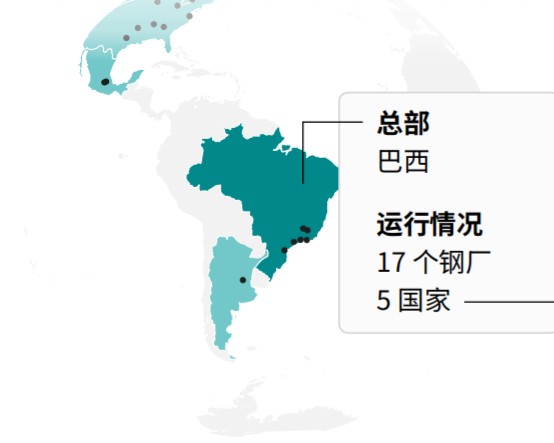 总部
巴西
运行情况
17 个钢厂
5 国家